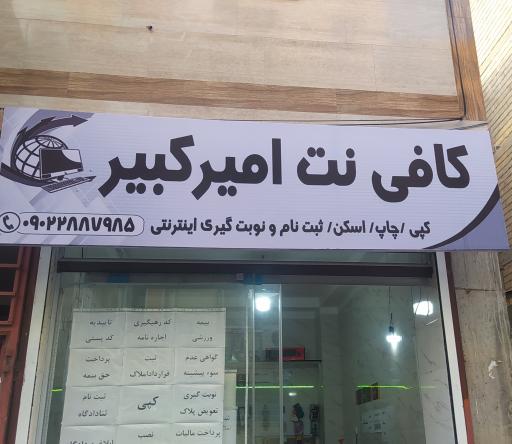 کافی نت امیرکبیر
کپی /چاپ/ اسکن/ ثبت نام و نوبت گیری اینترنتی
۰۹۰۲۲۸۸۷۹۸۵
بیمه ورزشی
کد رهگیری اجاره نامه
تاییدیه کد پستی
گواهی عدم سوء پیشینه
ثبت قرارداد املاک
پرداخت حق بیمه
نوبت گیری تعویض پلاک
کپی
ثبت نام
پرداخت مالیات
نصب